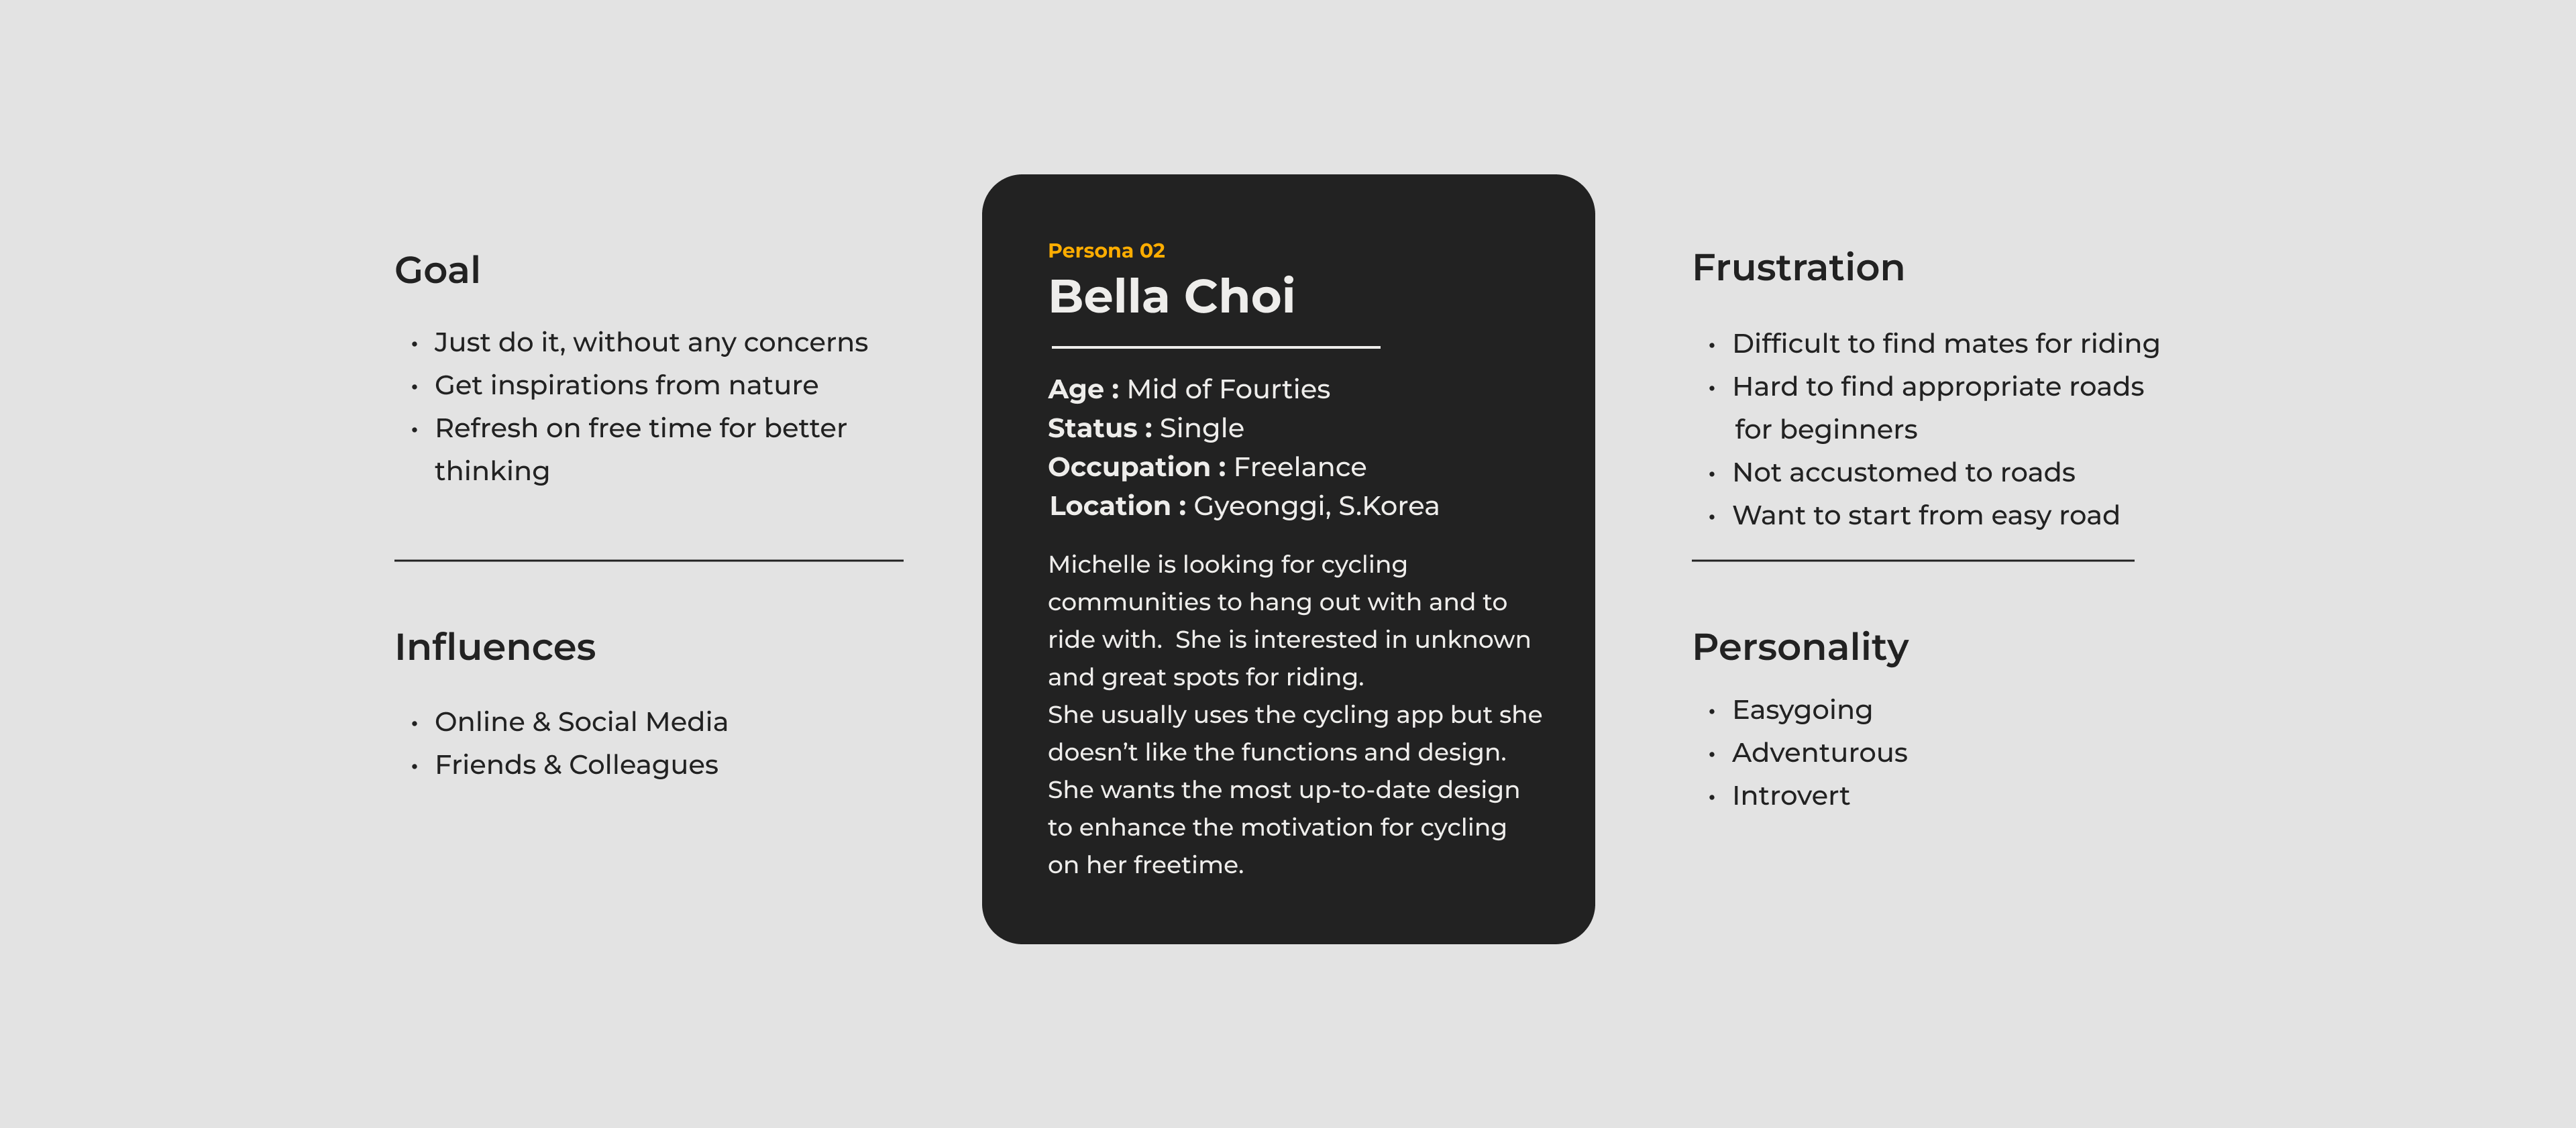 Goal
• Just do it, without any concerns
• Get inspirations from nature
• Refresh on free time for better
thinking
Influences
• Online & Social Media
• Friends & Colleagues
Persona 02
Bella Choi
Age : Mid of Fourties
Status : Single
Occupation : Freelance
Location : Gyeonggi, S.Korea
Michelle is looking for cycling
communities to hang out with and to
ride with.  She is interested in unknown
and great spots for riding.
She usually uses the cycling app but she
doesn’t like the functions and design.
She wants the most up-to-date design
to enhance the motivation for cycling
on her freetime.
Frustration
• Difficult to find mates for riding
• Hard to find appropriate roads
for beginners
• Not accustomed to roads
• Want to start from easy road
Personality
• Easygoing
• Adventurous
• Introvert